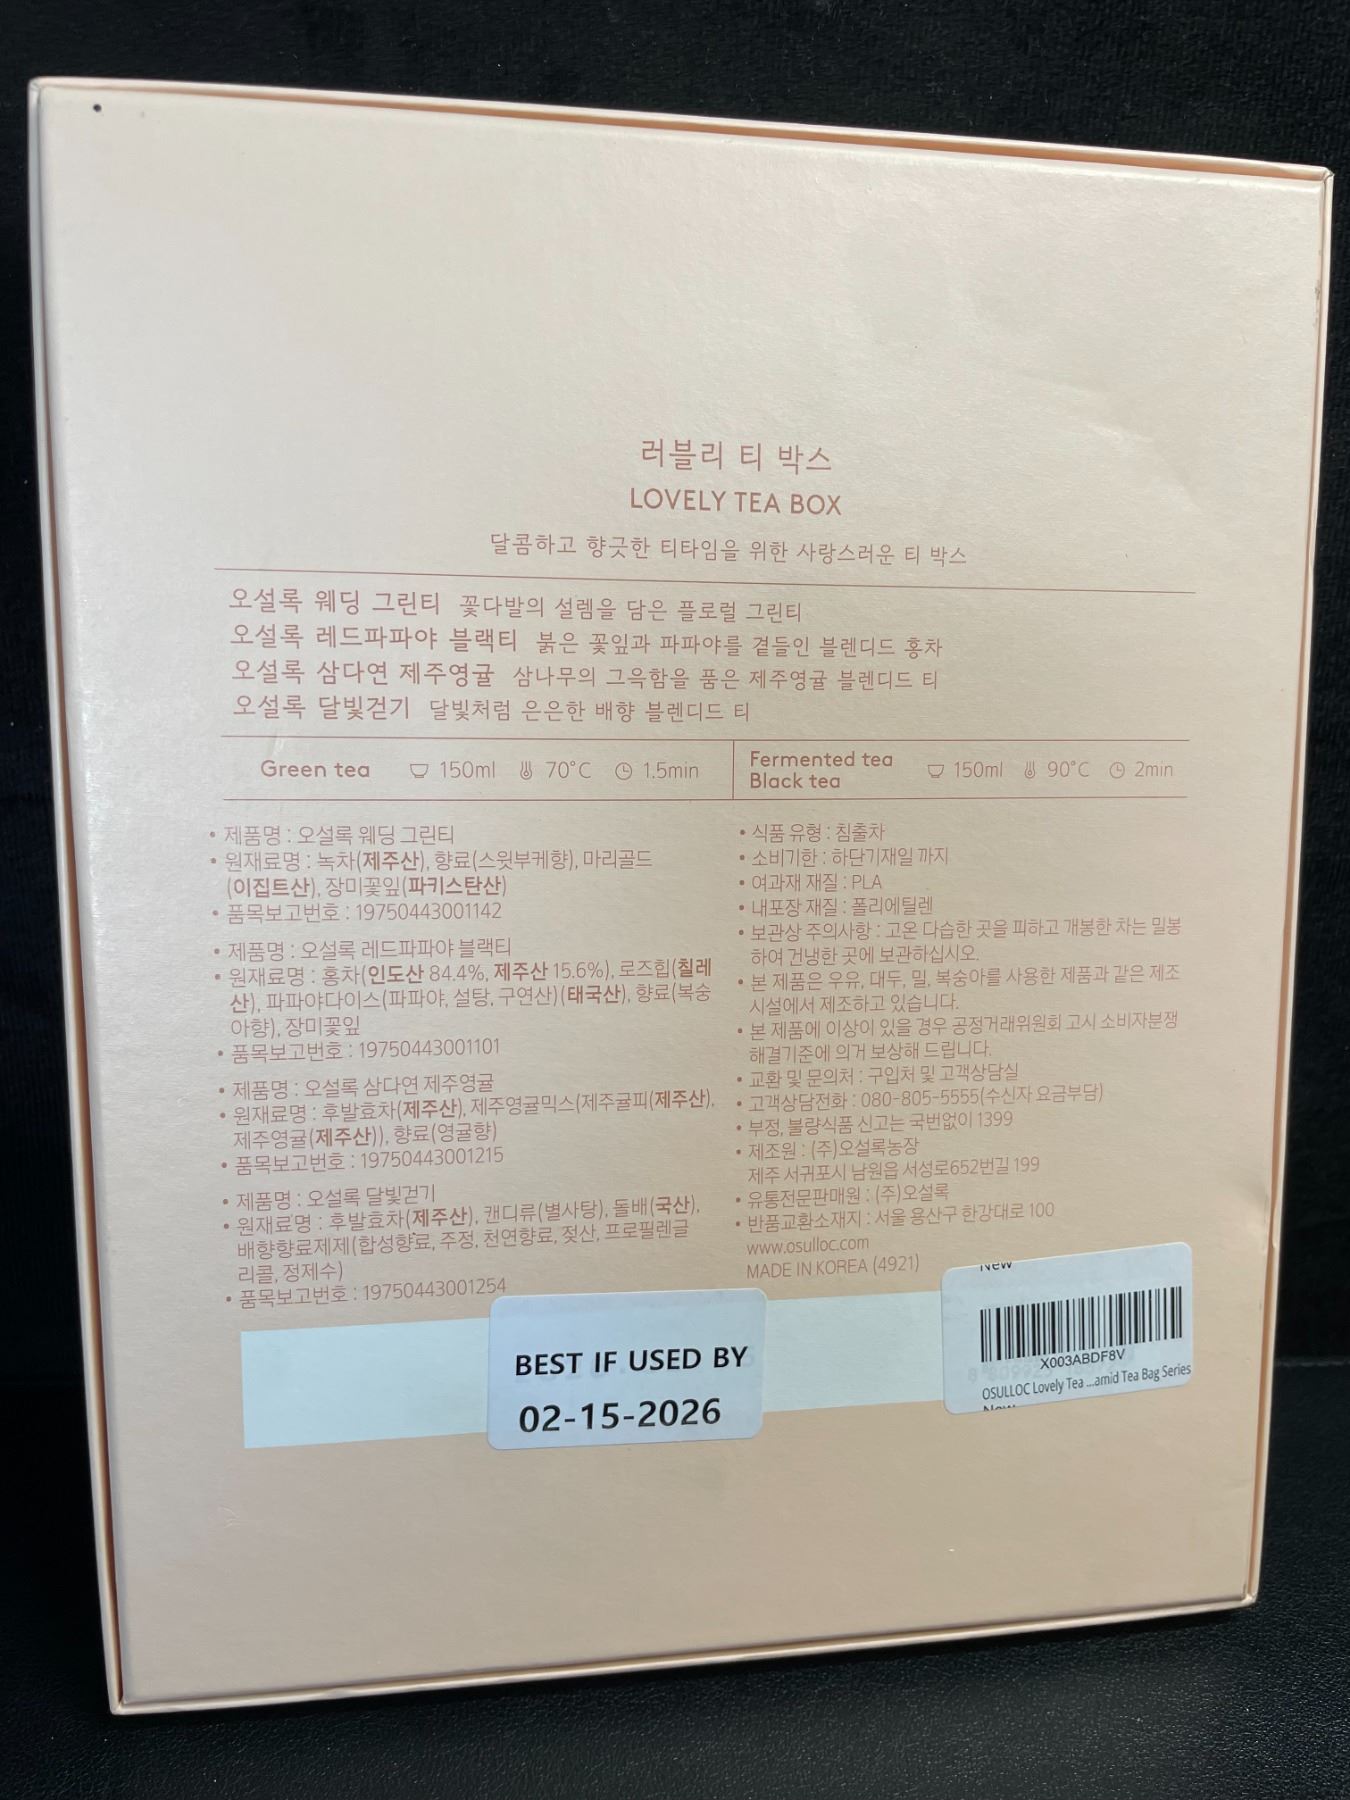 러블리 티 박스
LOVELY TEA BOX
달콤하고 향긋한 티타임을 위한 사랑스러운 티 박스
오설록 웨딩 그린티 꽃다발의 설렘을 담은 플로럴 그린티
오설록 레드파파야 블랙티 붉은 꽃잎과 파파야를 곁들인 블렌디드 홍차
오설록 삼다연 제주영귤 삼나무의 그윽함을 품은 제주영귤 블렌디드 티
오설록 달빛걷기 달빛처럼 은은한 배향 블렌디드 티
Green tea 150ml 70°C 1.5min
Fermented tea
Black tea
150ml 90°C 2min
• 제품명 : 오설록 웨딩 그린티
• 원재료명 : 녹차(제주산), 향료(스윗부케향), 마리골드
(이집트산), 장미꽃잎(파키스탄산)
• 품목보고번호 : 19750443001142
• 제품명 : 오설록 레드파파야 블랙티
• 원재료명 : 홍차(인도산 84.4%, 제주산 15.6%), 로즈힙(칠레
산), 파파야다이스(파파야, 설탕, 구연산)(태국산), 향료(복숭
아향), 장미꽃잎
• 품목보고번호 : 19750443001101
• 제품명 : 오설록 삼다연 제주영귤
• 원재료명 : 후발효차(제주산), 제주영귤믹스(제주귤피(제주산),
제주영귤(제주산)), 향료(영귤향)
• 품목보고번호 : 19750443001215
• 제품명 : 오설록 달빛걷기
• 원재료명 : 후발효차(제주산), 캔디류(별사탕), 돌배(국산),
배향향료제제(합성향료, 주정, 천연향료, 젖산, 프로필렌글
리콜, 정제수)
• 품목보고번호 : 19750443001254
• 식품 유형 : 침출차
• 소비기한 : 하단기재일 까지
• 여과재 재질 : PLA
• 내포장 재질 : 폴리에틸렌
• 보관상 주의사항 : 고온 다습한 곳을 피하고 개봉한 차는 밀봉
하여 건냉한 곳에 보관하십시오.
• 본 제품은 우유, 대두, 밀, 복숭아를 사용한 제품과 같은 제조
시설에서 제조하고 있습니다.
• 본 제품에 이상이 있을 경우 공정거래위원회 고시 소비자분쟁
해결기준에 의거 보상해 드립니다.
• 교환 및 문의처 : 구입처 및 고객상담실
• 고객상담전화 : 080-805-5555(수신자 요금부담)
• 부정, 불량식품 신고는 국번없이 1399
• 제조원 : (주)오설록농장
제주 서귀포시 남원읍 서성로652번길 199
• 유통전문판매원 : (주)오설록
• 반품교환소재지 : 서울 용산구 한강대로 100
www.osulloc.com
MADE IN KOREA (4921)
BEST IF USED BY
02-15-2026
New
X003ABDF8V
OSULLOC Lovely Tea ...amid Tea Bag Series
New